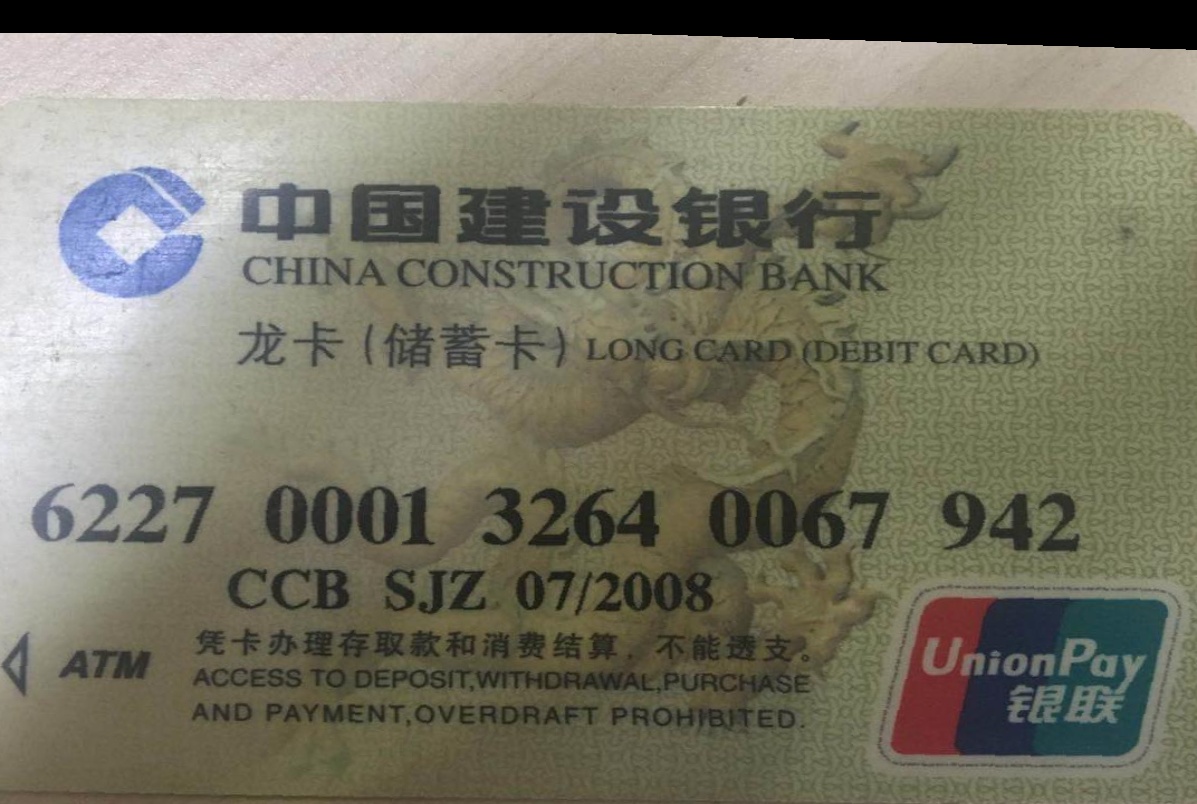 中国建设银行
CHINA CONSTRUCTION BANK
龙卡(储蓄卡) LONG CARD (DEBIT CARD)
6227 0001 3264 0067 942
CCB SJZ 07/2008
ATM
凭卡办理存取款和消费结算，不能透支。
ACCESS TO DEPOSIT,WITHDRAWAL,PURCHASE
AND PAYMENT,OVERDRAFT PROHIBITED.
UnionPay
银联